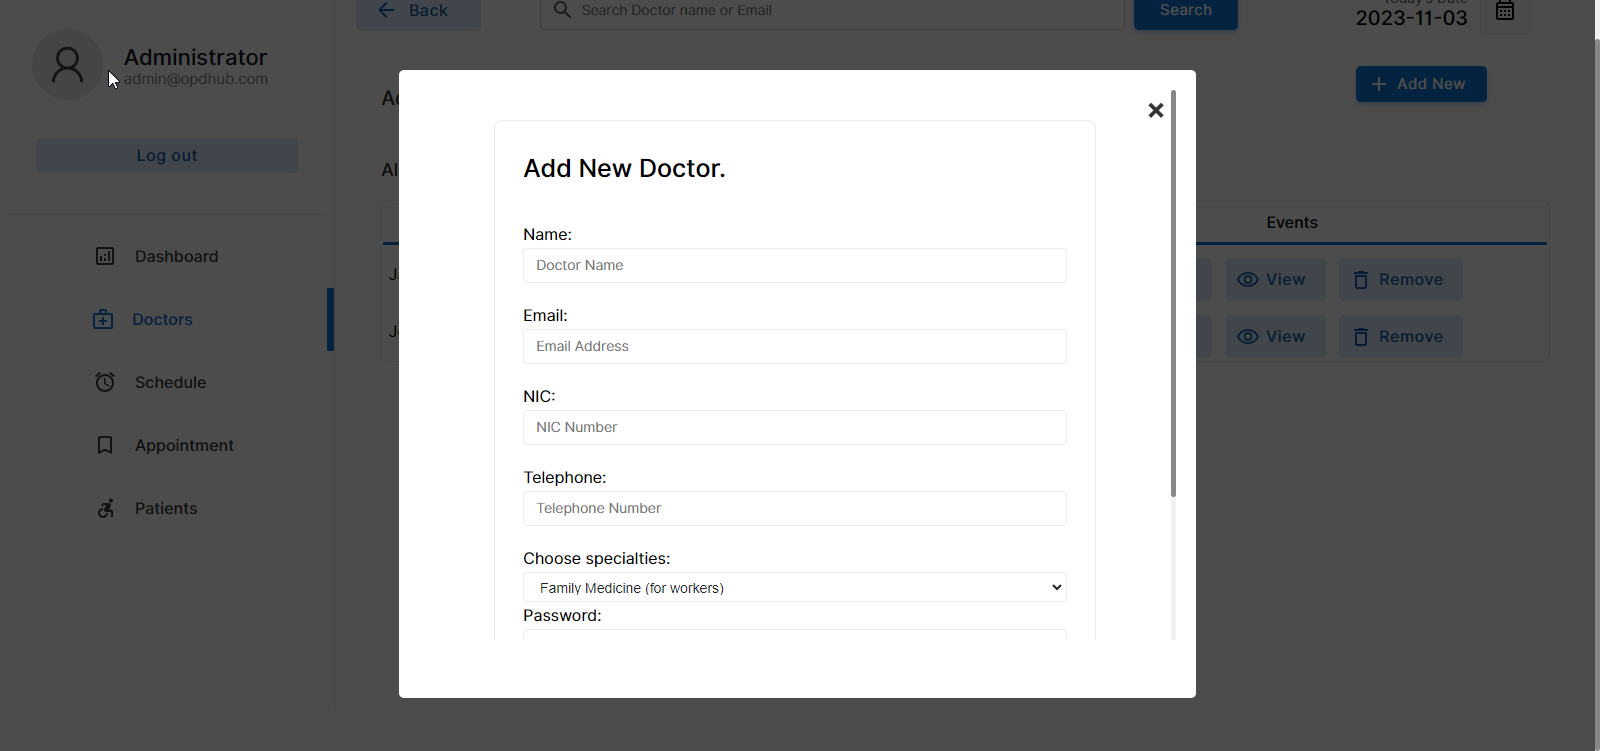 Back
Search Doctor name or Email
Search
Today's Date
2023-11-03
Administrator
admin@opdhub.com
Add New
Log out
Add New Doctor.
Events
Name:
Doctor Name
Dashboard
View
Remove
Email:
Doctors
Email Address
View
Remove
Schedule
NIC:
NIC Number
Appointment
Telephone:
Telephone Number
Patients
Choose specialties:
Family Medicine (for workers)
Password: